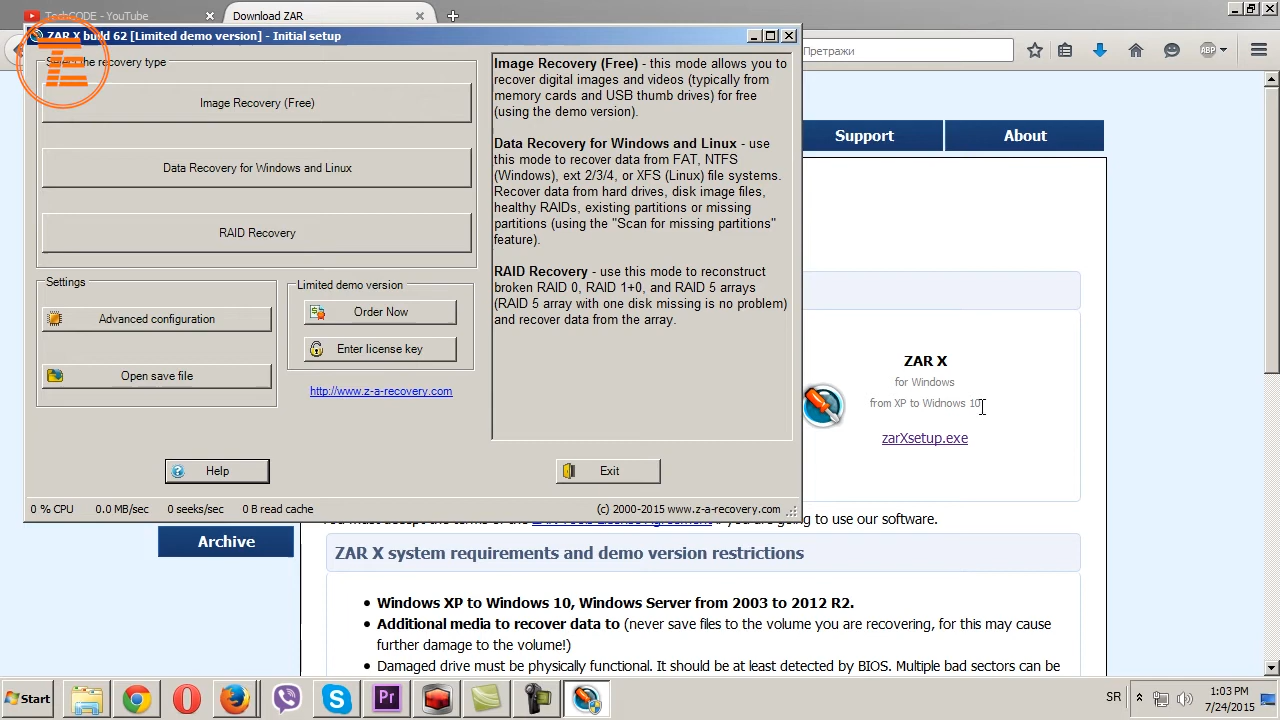 TechCODE - YouTube
Download ZAR
ZAR X build 62 [Limited demo version] - Initial setup
Select the recovery type
Image Recovery (Free)
Data Recovery for Windows and Linux
RAID Recovery
Settings
Advanced configuration
Open save file
Limited demo version
Order Now
Enter license key
http://www.z-a-recovery.com
Image Recovery (Free) - this mode allows you to
recover digital images and videos (typically from
memory cards and USB thumb drives) for free
(using the demo version).
Data Recovery for Windows and Linux - use
this mode to recover data from FAT, NTFS
(Windows), ext 2/3/4, or XFS (Linux) file systems.
Recover data from hard drives, disk image files,
healthy RAIDs, existing partitions or missing
partitions (using the "Scan for missing partitions"
feature).
RAID Recovery - use this mode to reconstruct
broken RAID 0, RAID 1+0, and RAID 5 arrays
(RAID 5 array with one disk missing is no problem)
and recover data from the array.
Help
Exit
0 % CPU 0.0 MB/sec 0 seeks/sec 0 B read cache (c) 2000-2015 www.z-a-recovery.com
Претражи
ABP
Support
About
ZAR X
for Windows
from XP to Widnows 10
zarXsetup.exe
going to use our software.
Archive
ZAR X system requirements and demo version restrictions
Windows XP to Windows 10, Windows Server from 2003 to 2012 R2.
Additional media to recover data to (never save files to the volume you are recovering, for this may cause
further damage to the volume!)
Damaged drive must be physically functional. It should be at least detected by BIOS. Multiple bad sectors can be
Start
Pr
SR
1:03 PM
7/24/2015